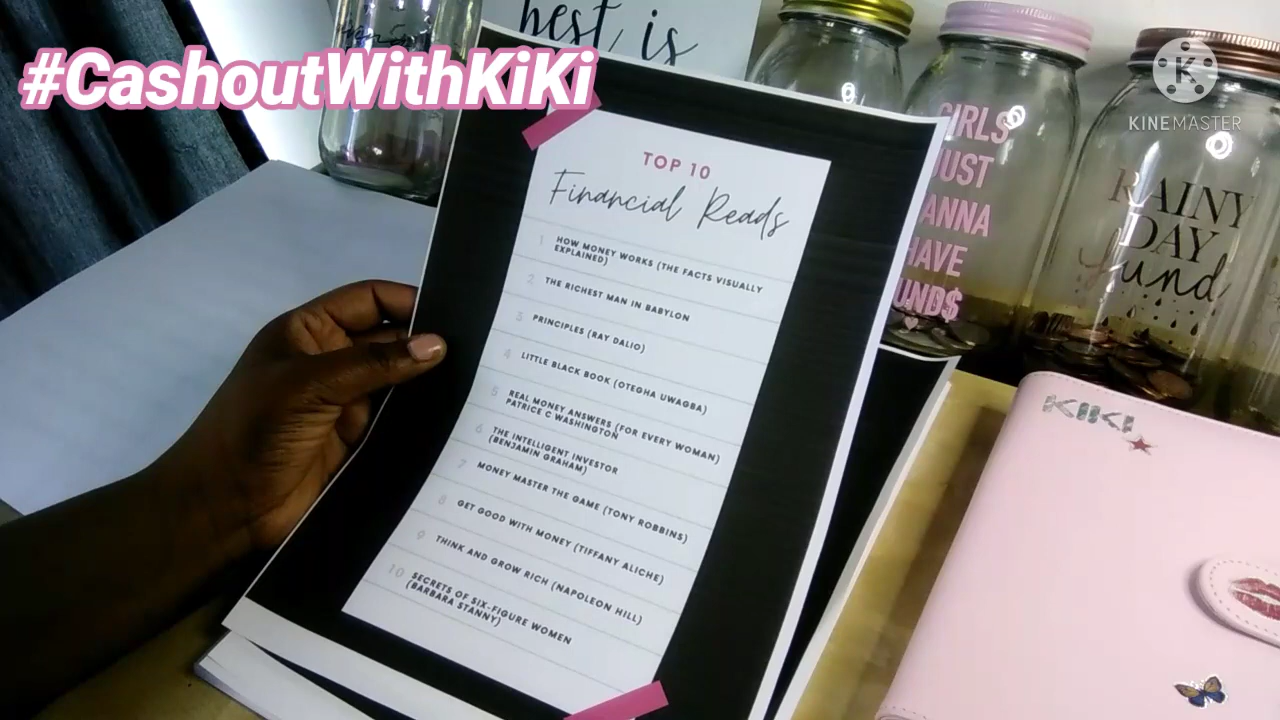 best is
#CashoutWithKiKi
KINEMASTER
TOP 10
Financial Reads
1 HOW MONEY WORKS (THE FACTS VISUALLY
EXPLAINED)
2 THE RICHEST MAN IN BABYLON
3 PRINCIPLES (RAY DALIO)
4 LITTLE BLACK BOOK (OTEGHA UWAGBA)
5 REAL MONEY ANSWERS (FOR EVERY WOMAN)
PATRICE C WASHINGTON
6 THE INTELLIGENT INVESTOR
(BENJAMIN GRAHAM)
7 MONEY MASTER THE GAME (TONY ROBBINS)
8 GET GOOD WITH MONEY (TIFFANY ALICHE)
9 THINK AND GROW RICH (NAPOLEON HILL)
10 SECRETS OF SIX-FIGURE WOMEN
(BARBARA STANNY)
GIRLS
JUST
WANNA
HAVE
FUND$
RAINY
DAY
fund
KIKI